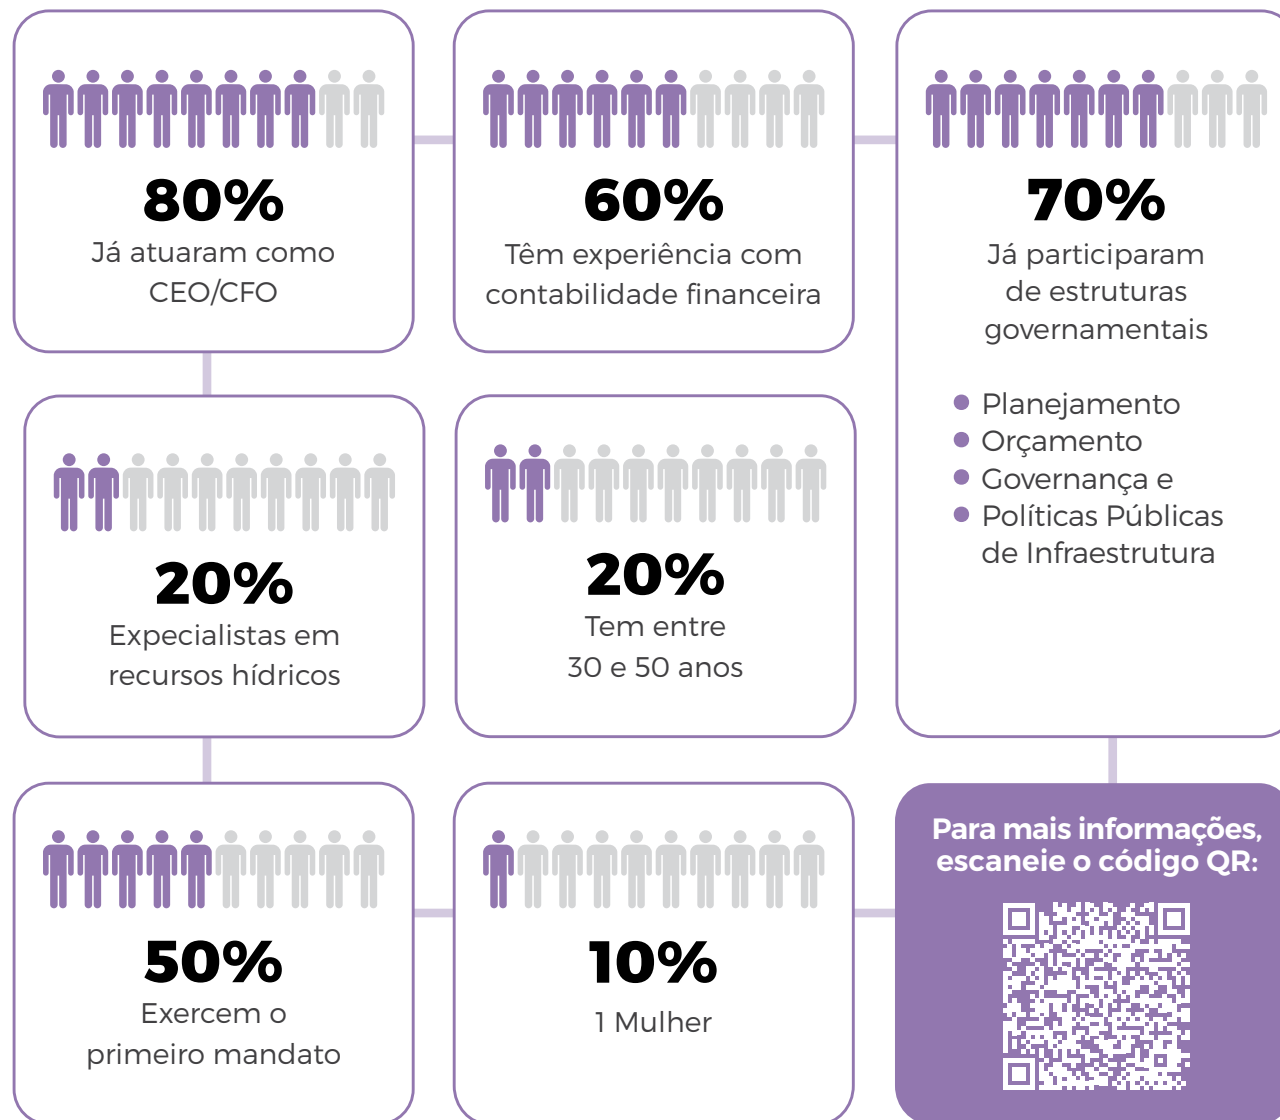 80%
Já atuaram como
CEO/CFO
60%
Têm experiência com
contabilidade financeira
70%
Já participaram
de estruturas
governamentais
Planejamento
Orçamento
Governança e
Políticas Públicas
de Infraestrutura
20%
Expecialistas em
recursos hídricos
20%
Tem entre
30 e 50 anos
50%
Exercem o
primeiro mandato
10%
1 Mulher
Para mais informações,
escaneie o código QR: